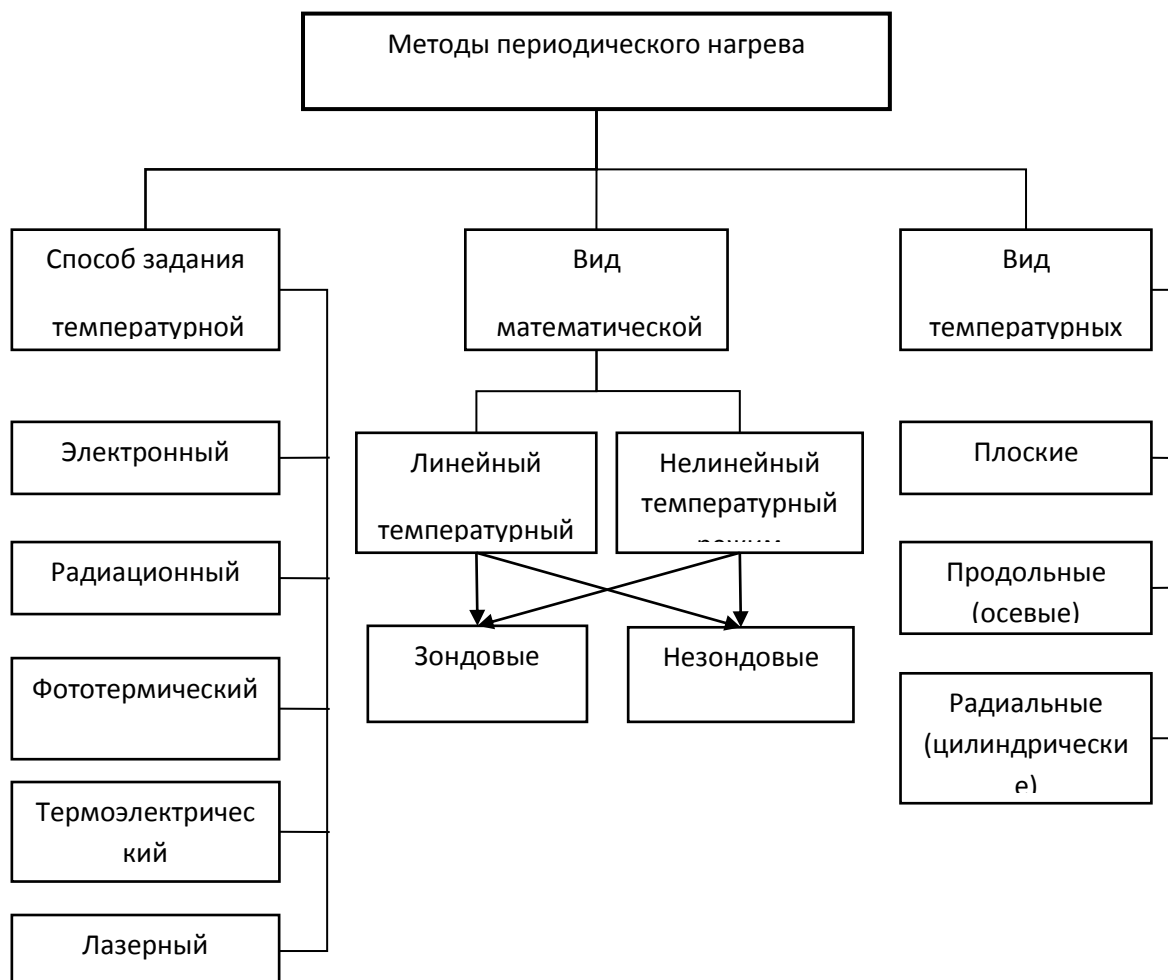 Методы периодического нагрева
Способ задания
температурной
Электронный
Радиационный
Фототермический
Термоэлектричес
кий
Лазерный
Вид
математической
Линейный
температурный
Нелинейный
температурный
Зондовые
Незондовые
Вид
температурных
Плоские
Продольные
(осевые)
Радиальные
(цилиндрически
е)